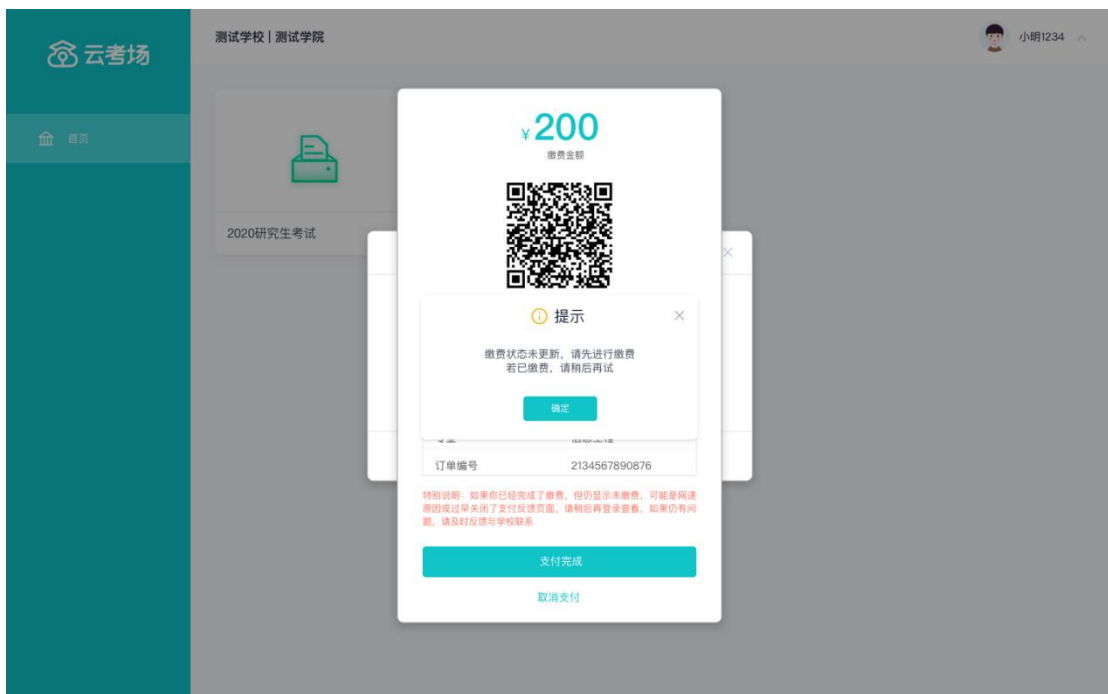 云考场
测试学校 | 测试学院
小明1234
首页
2020研究生考试
¥200
缴费金额
提示
缴费状态未更新，请先进行缴费
若已缴费，请稍后再试
确定
订单编号 2134567890876
特别说明：如果你已经完成了缴费，但仍显示未缴费，可能是网速
原因或过早关闭了支付反馈页面，请稍后再登录查看，如果仍有问
题，请及时反馈与学校联系
支付完成
取消支付